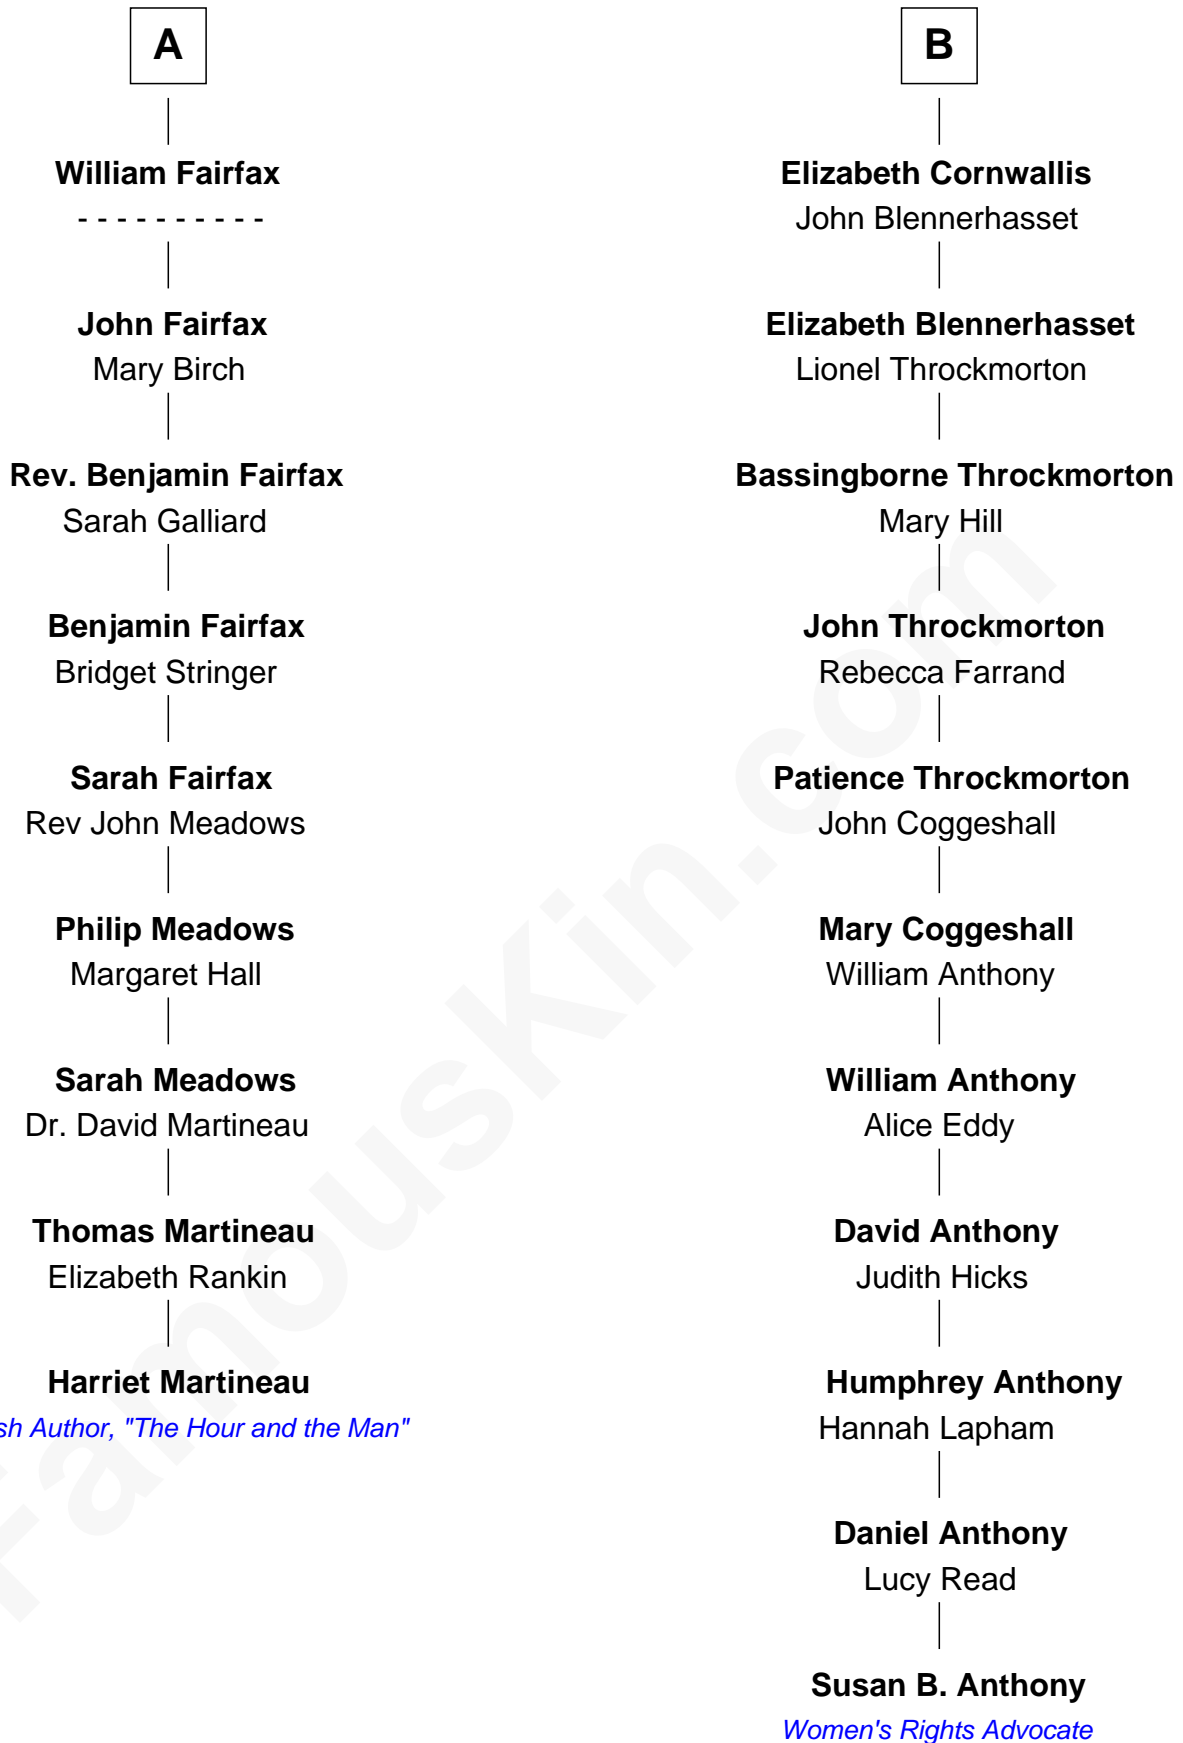 A
William Fairfax
- - - - - - - - - -
John Fairfax
Mary Birch
Rev. Benjamin Fairfax
Sarah Galliard
Benjamin Fairfax
Bridget Stringer
Sarah Fairfax
Rev John Meadows
Philip Meadows
Margaret Hall
Sarah Meadows
Dr. David Martineau
Thomas Martineau
Elizabeth Rankin
Harriet Martineau
sh Author, "The Hour and the Man"
B
Elizabeth Cornwallis
John Blennerhasset
Elizabeth Blennerhasset
Lionel Throckmorton
Bassingborne Throckmorton
Mary Hill
John Throckmorton
Rebecca Farrand
Patience Throckmorton
John Coggeshall
Mary Coggeshall
William Anthony
William Anthony
Alice Eddy
David Anthony
Judith Hicks
Humphrey Anthony
Hannah Lapham
Daniel Anthony
Lucy Read
Susan B. Anthony
Women's Rights Advocate
FamousKin.com